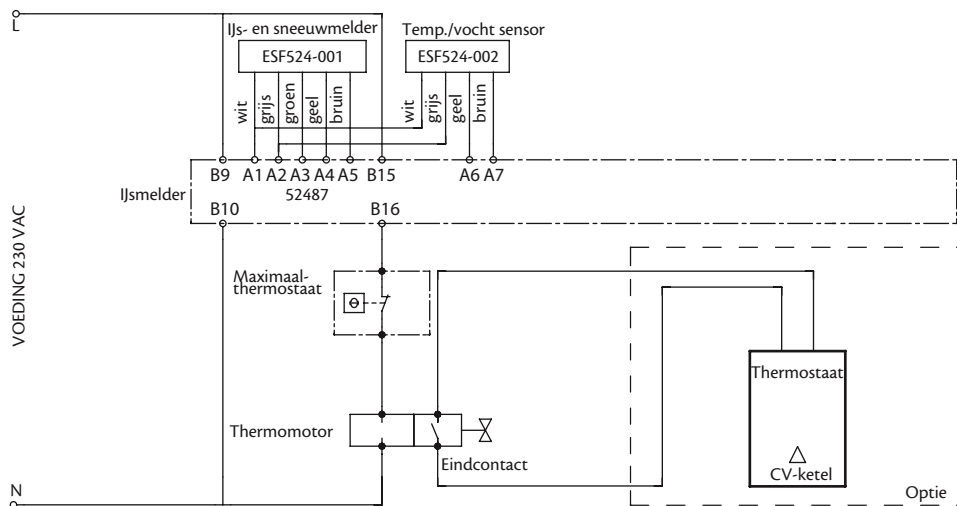 L
IJs- en sneeuwmelder
Temp./vocht sensor
ESF524-001
ESF524-002
wit
grijs
groen
geel
bruin
wit
grijs
geel
bruin
B9 A1 A2 A3 A4 A5 B15 A6 A7
52487
IJsmelder
B10 B16
VOEDING 230 VAC
Maximaal-
thermostaat
Thermostaat
Thermomotor
Eindcontact
CV-ketel
N
Optie